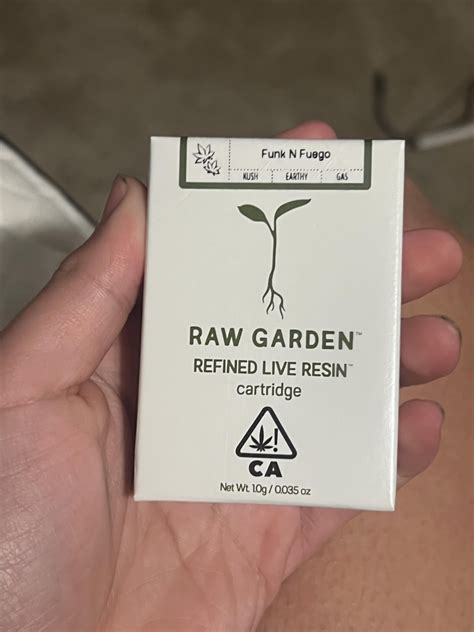 Funk N Fuego
KUSH EARTHY GAS
RAW GARDEN™
REFINED LIVE RESIN™
cartridge
!
CA
Net Wt. 1.0g / 0.035 oz